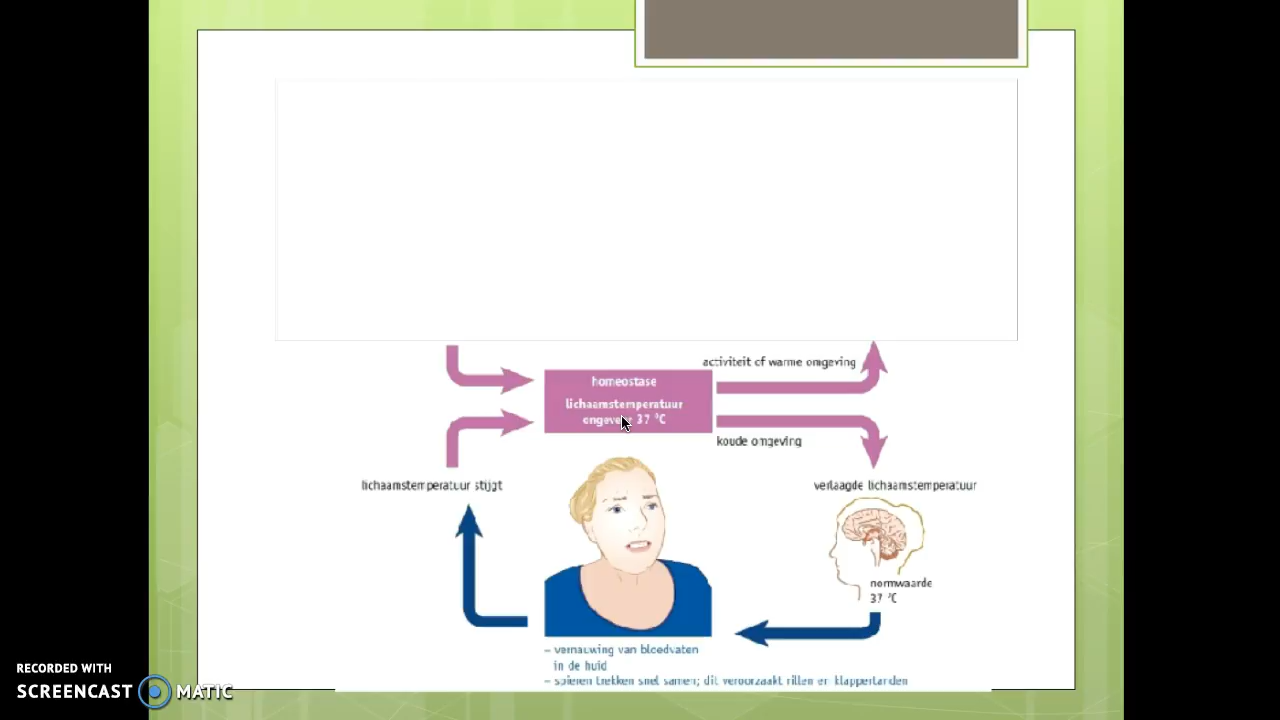 activiteit of warme omgeving
homeostase
lichaamstemperatuur
ongeveer 37 °C
koude omgeving
lichaamstemperatuur stijgt
verlaagde lichaamstemperatuur
normwaarde
37 °C
– vernauwing van bloedvaten
in de huid
– spieren trekken snel samen; dit veroorzaakt rillen en klappertanden
RECORDED WITH
SCREENCAST MATIC